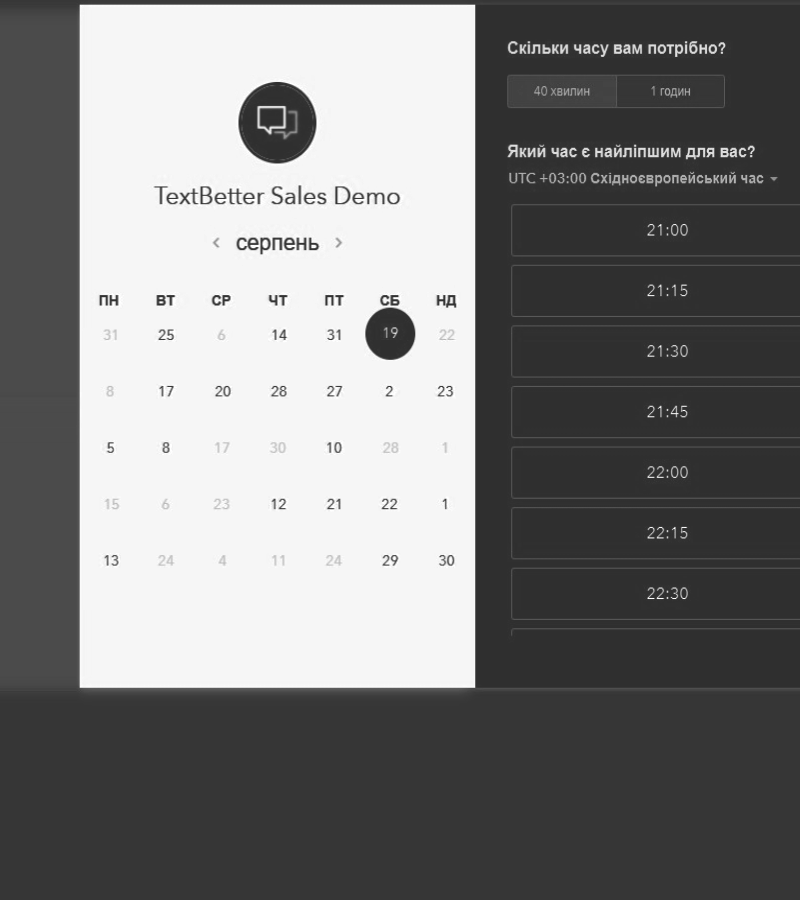 TextBetter Sales Demo
серпень
ПН ВТ СР ЧТ ПТ СБ НД
31 25 6 14 31 19 22
8 17 20 28 27 2 23
5 8 17 30 10 28 1
15 6 23 12 21 22 1
13 24 4 11 24 29 30
Скільки часу вам потрібно?
40 хвилин 1 годин
Який час є найліпшим для вас?
UTC +03:00 Східноєвропейський час
21:00
21:15
21:30
21:45
22:00
22:15
22:30